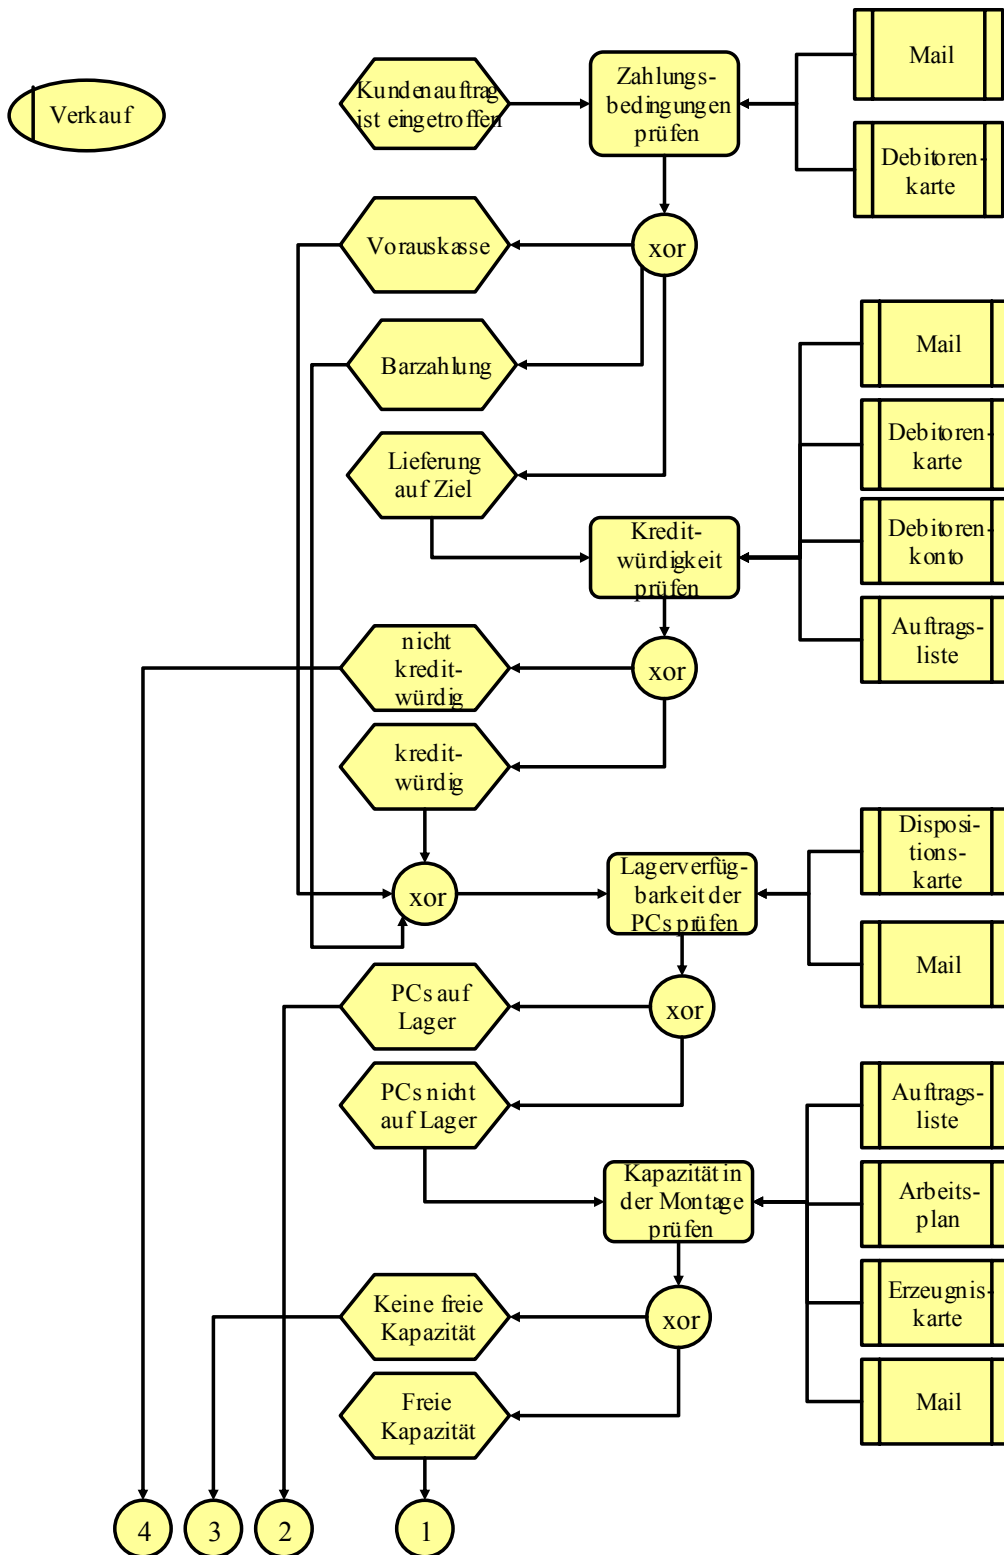 Verkauf
Kundenauftrag
ist eingetroffen
Zahlungs-
bedingungen
prüfen
Mail
Debitoren-
karte
xor
Vorauskasse
Barzahlung
Lieferung
auf Ziel
Mail
Debitoren-
karte
Debitoren-
konto
Auftrags-
liste
Kredit-
würdigkeit
prüfen
xor
nicht
kredit-
würdig
kredit-
würdig
xor
Lagerverfüg-
barkeit der
PCs prüfen
Dispositi-
tions-
karte
Mail
xor
PCs auf
Lager
PCs nicht
auf Lager
Kapazität in
der Montage
prüfen
Auftrags-
liste
Arbeits-
plan
Erzeugnis-
karte
Mail
xor
Keine freie
Kapazität
Freie
Kapazität
4
3
2
1